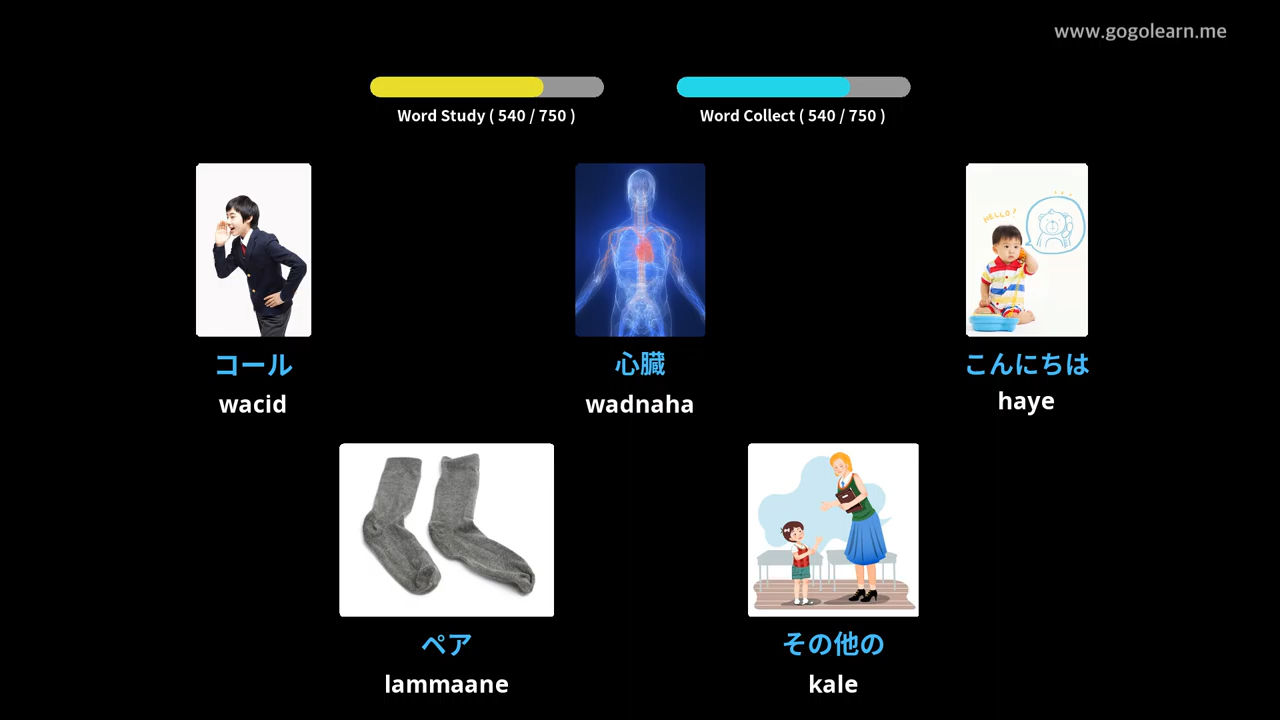 www.gogolearn.me
Word Study ( 540 / 750 )
Word Collect ( 540 / 750 )
HELLO?
コール
心臓
こんにちは
wacid
wadnaha
haye
ペア
その他の
lammaane
kale